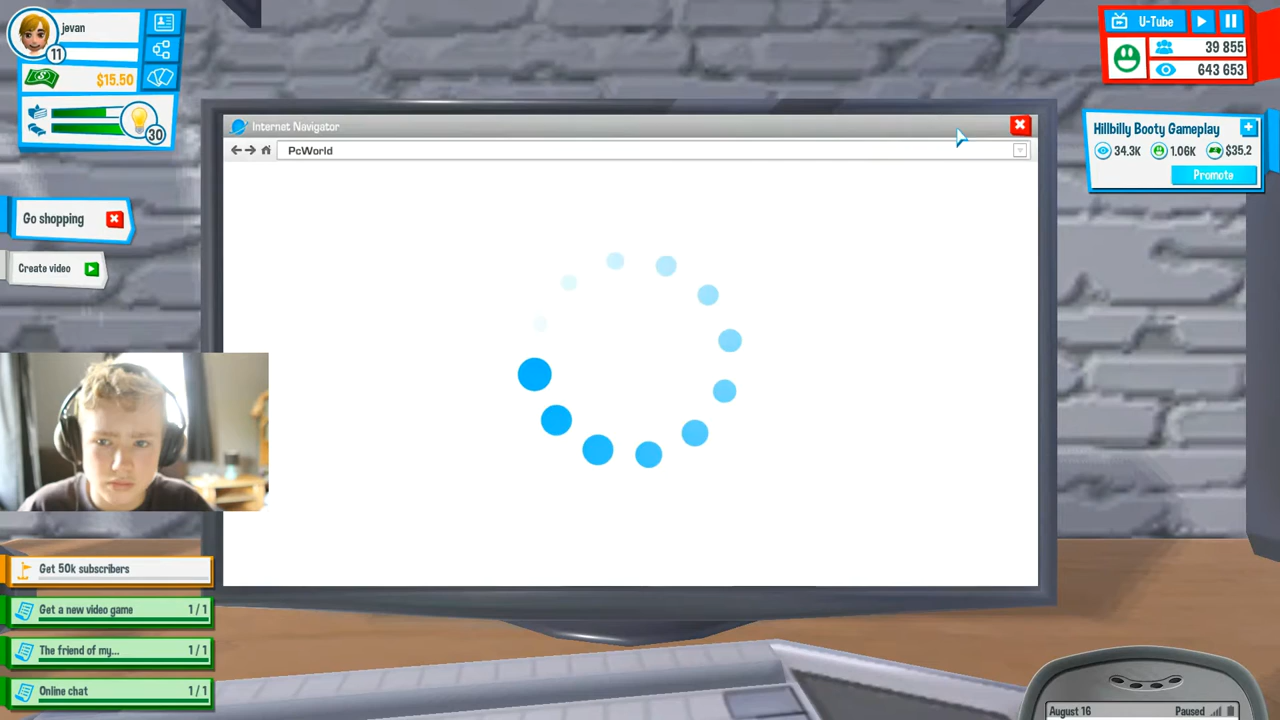 jevan
11
$15.50
30
Go shopping
Create video
Internet Navigator
PcWorld
U-Tube
39 855
643 653
Hillbilly Booty Gameplay
34.3K
1.06K
$35.2
Promote
Get 50k subscribers
Get a new video game 1/1
The friend of my... 1/1
Online chat 1/1
August 16 Paused